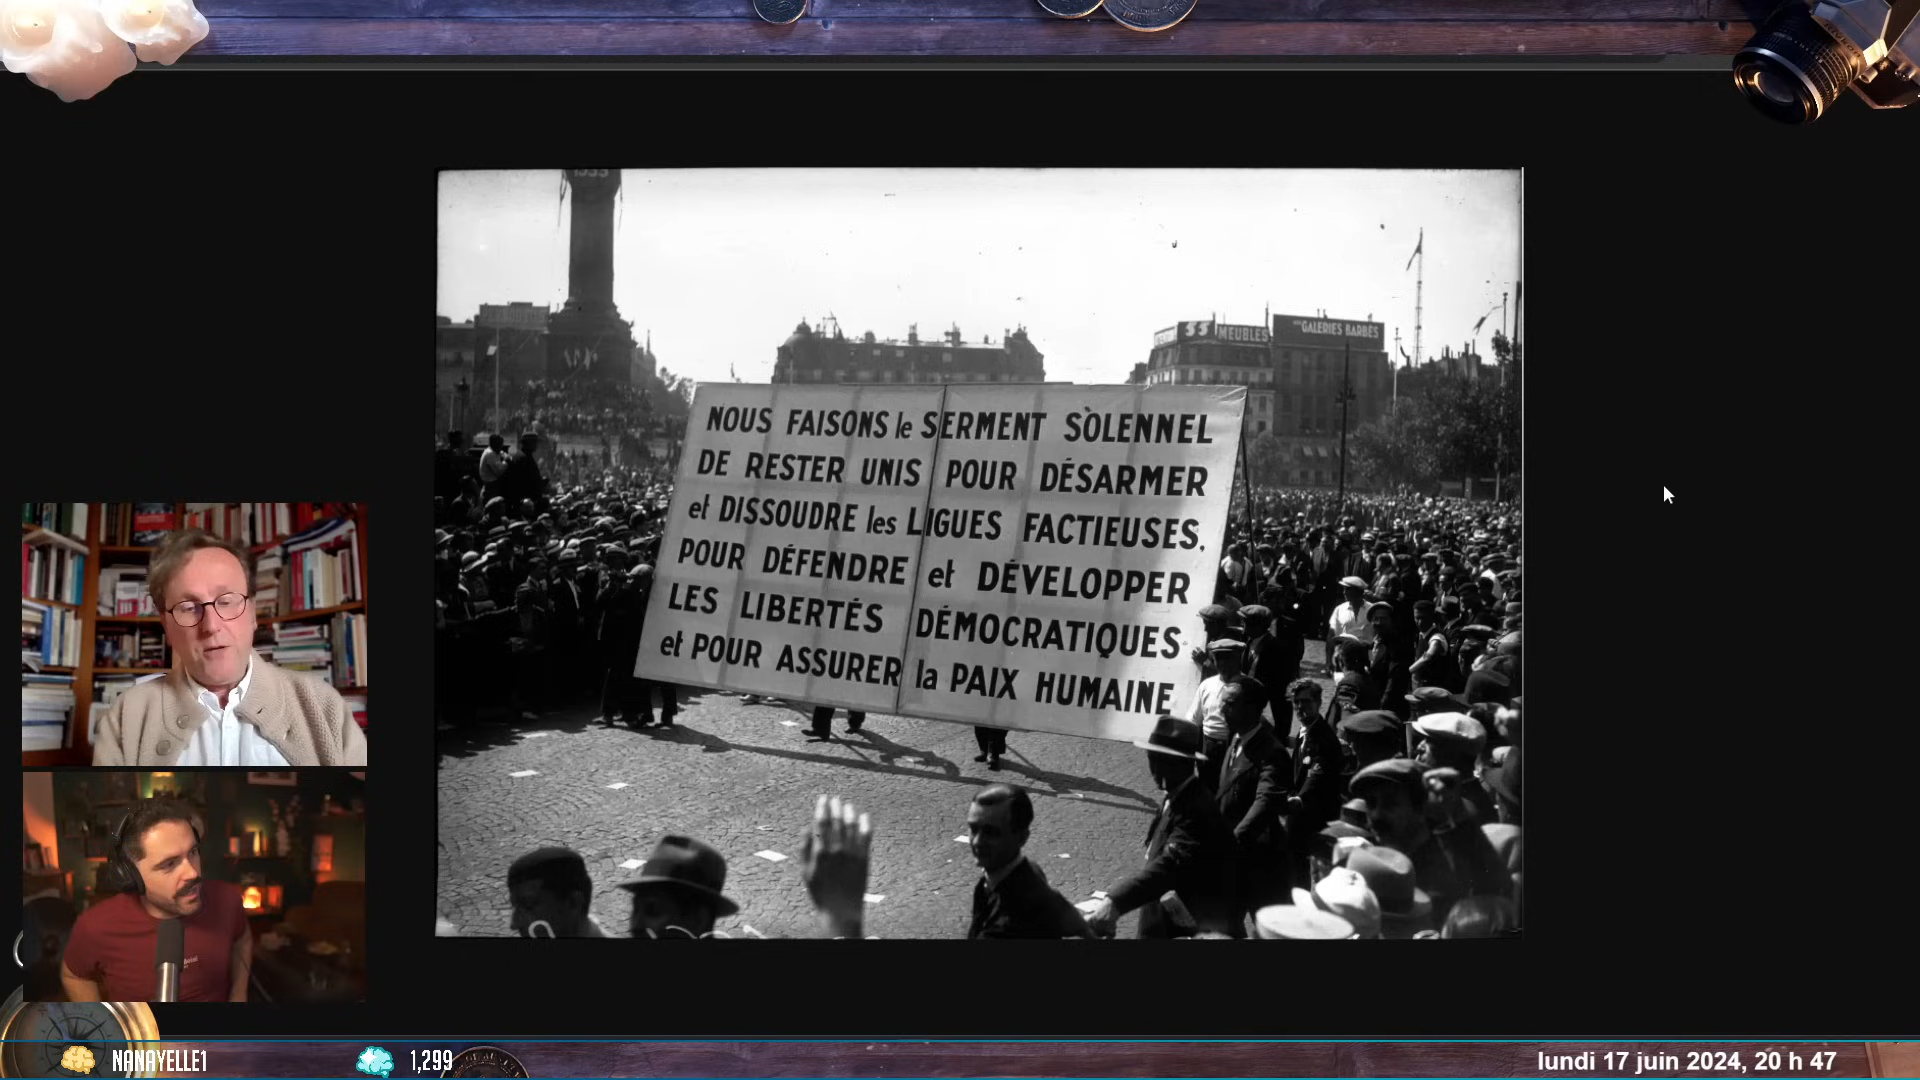 1935
MEUBLES
GALERIES BARBÈS
NOUS FAISONS le SERMENT SOLENNEL
DE RESTER UNIS POUR DÉSARMER
et DISSOUDRE les LIGUES FACTIEUSES,
POUR DÉFENDRE et DÉVELOPPER
LES LIBERTÉS DÉMOCRATIQUES
et POUR ASSURER la PAIX HUMAINE
NANAYELLE1
1,299
lundi 17 juin 2024, 20 h 47